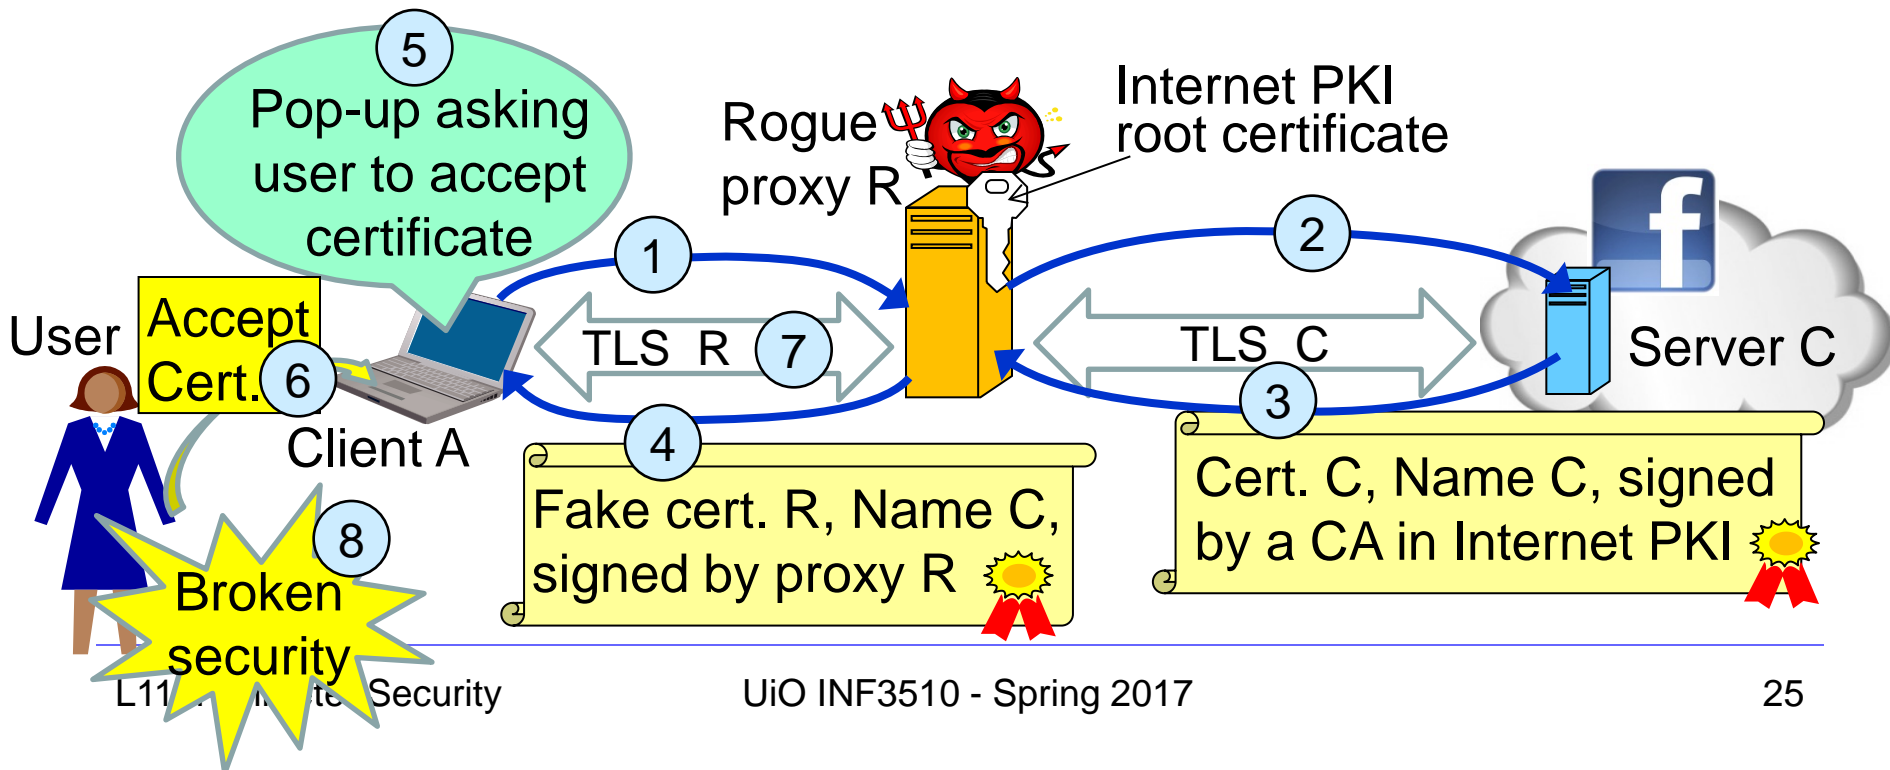 5
Pop-up asking
user to accept
certificate
Rogue
proxy R
Internet PKI
root certificate
1
2
f
User
Accept
Cert.
6
TLS R
7
TLS C
Server C
Client A
4
3
Fake cert. R, Name C,
signed by proxy R
Cert. C, Name C, signed
by a CA in Internet PKI
8
Broken
security
Security
UiO INF3510 - Spring 2017
25